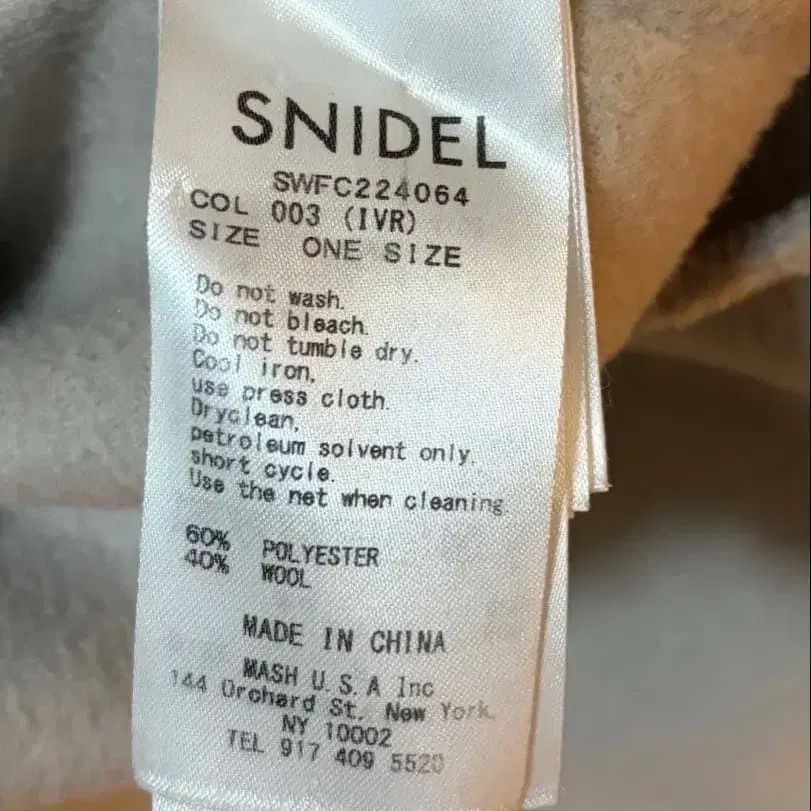 SNIDEL
SWFC224064
COL 003 (IVR)
SIZE ONE SIZE
Do not wash.
Do not bleach.
Do not tumble dry.
Cool iron,
use press cloth.
Dryclean,
petroleum solvent only.
short cycle.
Use the net when cleaning.
60% POLYESTER
40% WOOL
MADE IN CHINA
MASH U.S.A Inc
144 Orchard St. New York,
NY 10002
TEL 917 409 5520